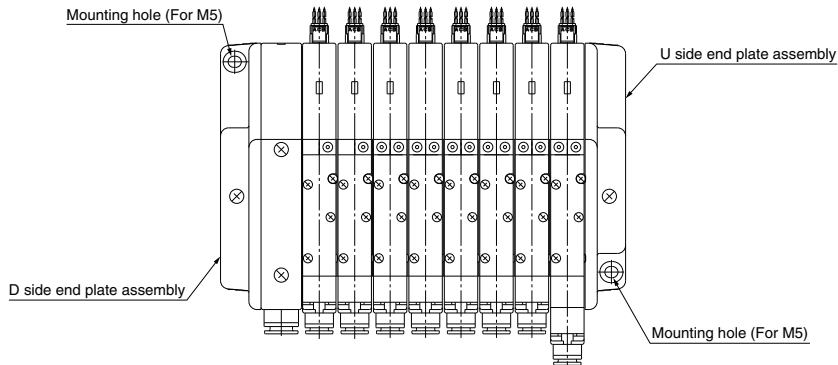 Mounting hole (For M5)
U side end plate assembly
D side end plate assembly
Mounting hole (For M5)